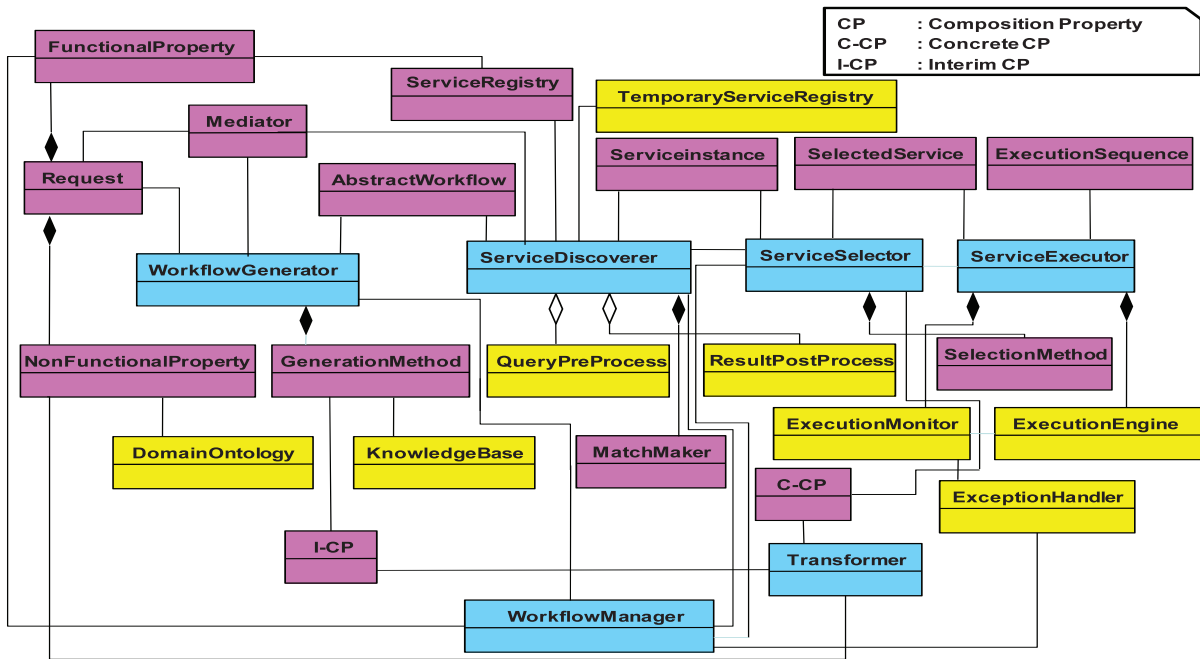 CP : Composition Property
C-CP : Concrete CP
I-CP : Interim CP
FunctionalProperty
ServiceRegistry
TemporaryServiceRegistry
Mediator
Request
AbstractWorkflow
Serviceinstance
SelectedService
ExecutionSequence
WorkflowGenerator
ServiceDiscoverer
ServiceSelector
ServiceExecutor
NonFunctionalProperty
GenerationMethod
QueryPreProcess
ResultPostProcess
SelectionMethod
DomainOntology
KnowledgeBase
MatchMaker
ExecutionMonitor
ExecutionEngine
C-CP
ExceptionHandler
I-CP
Transformer
WorkflowManager